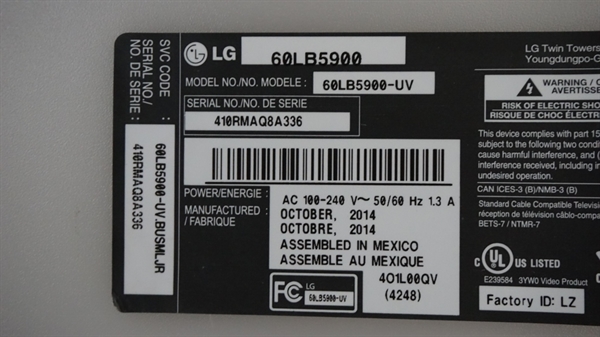 SVC CODE :
SERIAL NO./
NO. DE SÉRIE :
60LB5900-UV.BUSMLJR
410RMAQ8A336
LG
60LB5900
MODEL NO./NO. MODELE :
60LB5900-UV
SERIAL NO./NO. DE SERIE
410RMAQ8A336
POWER/ENERGIE :
AC 100-240 V~ 50/60 Hz 1.3 A
MANUFACTURED :
/ FABRIQUE
OCTOBER, 2014
OCTOBRE, 2014
ASSEMBLED IN MEXICO
ASSEMBLE AU MEXIQUE
FC
LG
60LB5900-UV
401L00QV
(4248)
LG Twin Towers
Youngdungpo-G
WARNING /
AVERTISSE
RISK OF ELECTRIC SHO
RISQUE DE CHOC ÉLECTRI
This device complies with part 15
subject to the following two condit
cause harmful interference, and (
interference received, including in
undesired operation.
CAN ICES-3 (B)/NMB-3 (B)
Standard Cable Compatible Televis
réception de télévision câblo-compa
BETS-7 / NTMR-7
C UL US LISTED
E239584 3YW0 Video Product
Factory ID: LZ